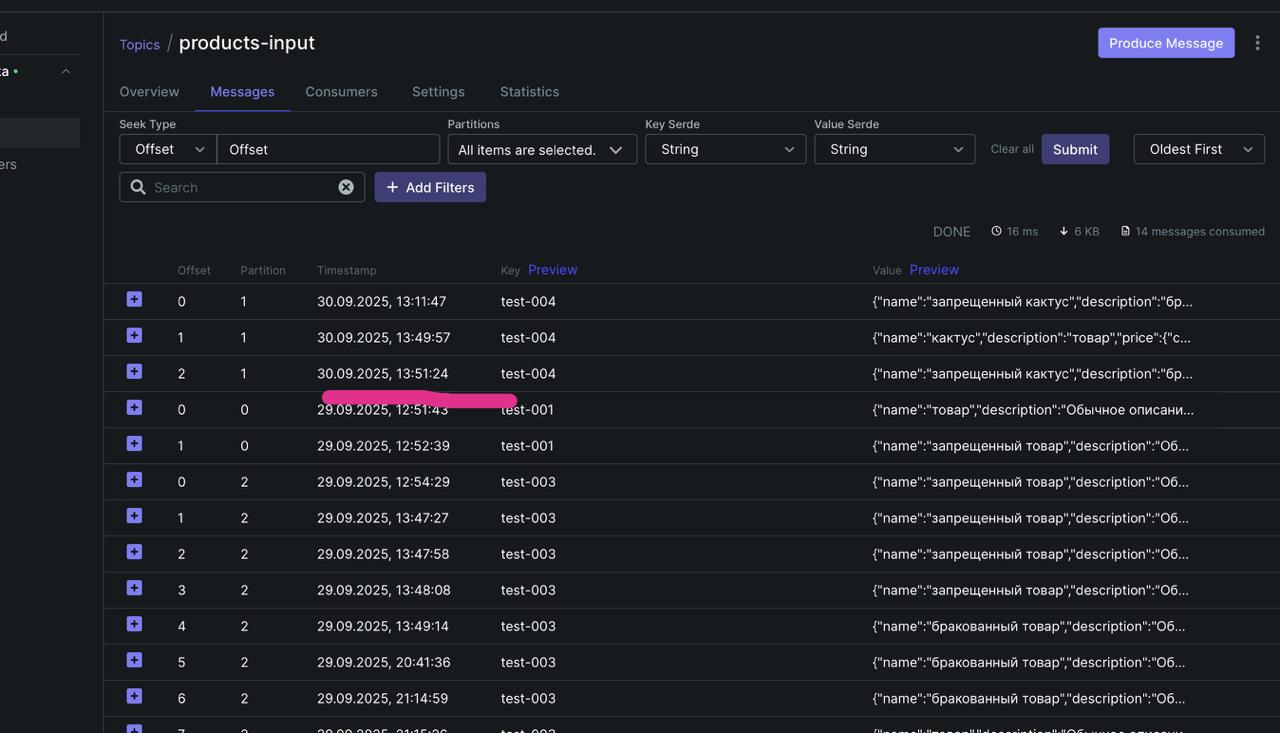 d
Topics / products-input
Produce Message
ka
Overview Messages Consumers Settings Statistics
Seek Type Partitions Key Serde Value Serde
Offset Offset All items are selected. String String Clear all Submit Oldest First
ers
Search + Add Filters
DONE 16 ms 6 KB 14 messages consumed
Offset Partition Timestamp Key Preview Value Preview
0 1 30.09.2025, 13:11:47 test-004 {"name":"запрещенный кактус","description":"бр...
1 1 30.09.2025, 13:49:57 test-004 {"name":"кактус","description":"товар","price":{"c...
2 1 30.09.2025, 13:51:24 test-004 {"name":"запрещенный кактус","description":"бр...
0 0 29.09.2025, 12:51:43 test-001 {"name":"товар","description":"Обычное описани...
1 0 29.09.2025, 12:52:39 test-001 {"name":"запрещенный товар","description":"Об...
0 2 29.09.2025, 12:54:29 test-003 {"name":"запрещенный товар","description":"Об...
1 2 29.09.2025, 13:47:27 test-003 {"name":"запрещенный товар","description":"Об...
2 2 29.09.2025, 13:47:58 test-003 {"name":"запрещенный товар","description":"Об...
3 2 29.09.2025, 13:48:08 test-003 {"name":"запрещенный товар","description":"Об...
4 2 29.09.2025, 13:49:14 test-003 {"name":"бракованный товар","description":"Об...
5 2 29.09.2025, 20:41:36 test-003 {"name":"бракованный товар","description":"Об...
6 2 29.09.2025, 21:14:59 test-003 {"name":"бракованный товар","description":"Об...